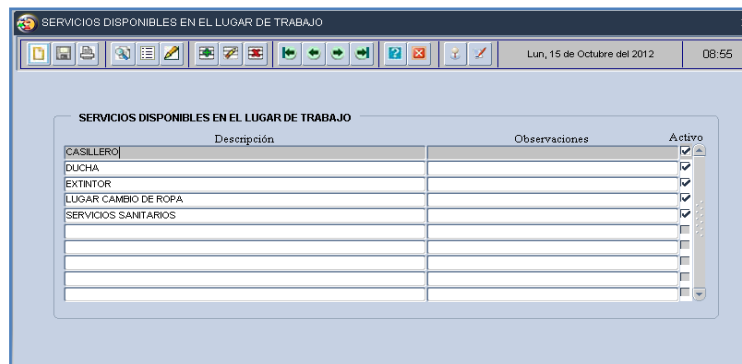 SERVICIOS DISPONIBLES EN EL LUGAR DE TRABAJO
Lun, 15 de Octubre del 2012 08:55
SERVICIOS DISPONIBLES EN EL LUGAR DE TRABAJO
Descripción Observaciones Activo
CASILLERO
DUCHA
EXTINTOR
LUGAR CAMBIO DE ROPA
SERVICIOS SANITARIOS